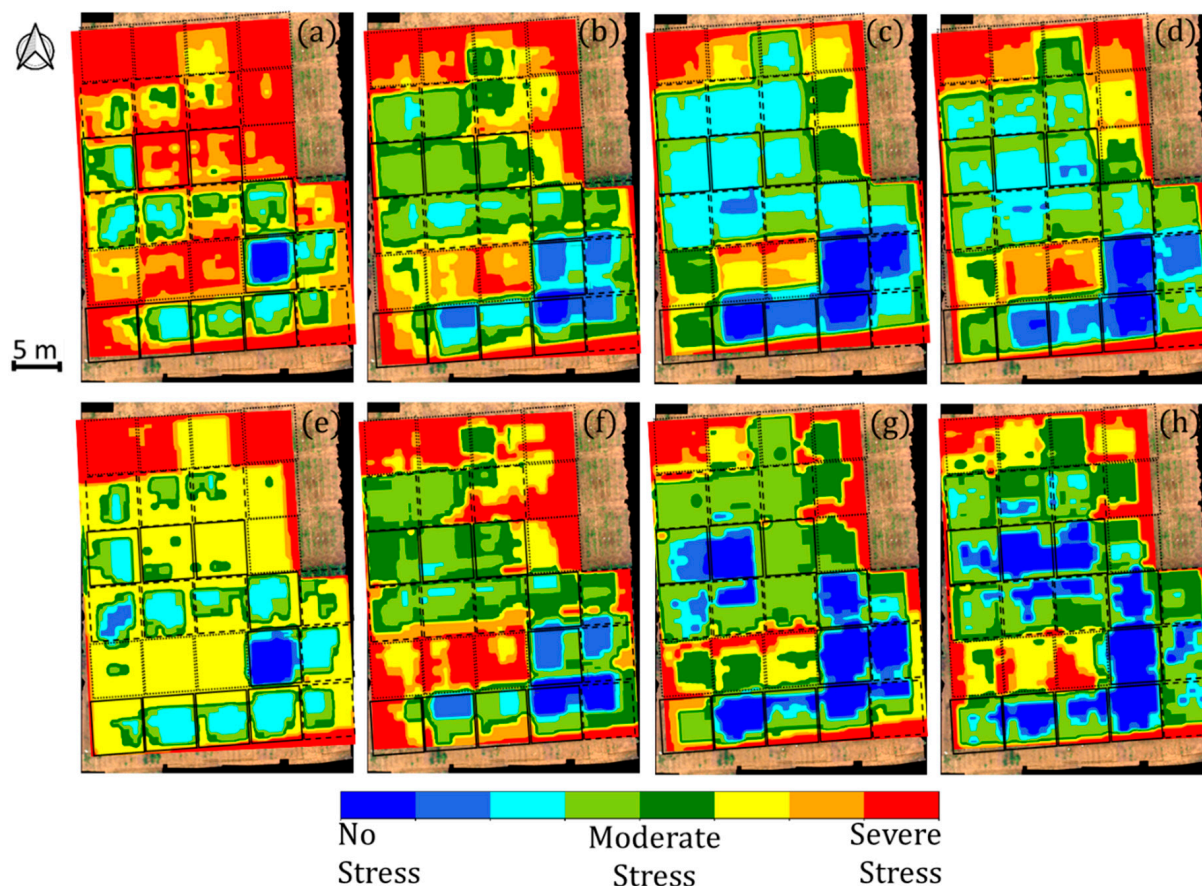 (a) (b) (c) (d)
5 m
(e) (f) (g) (h)
No Stress
Moderate Stress
Severe Stress